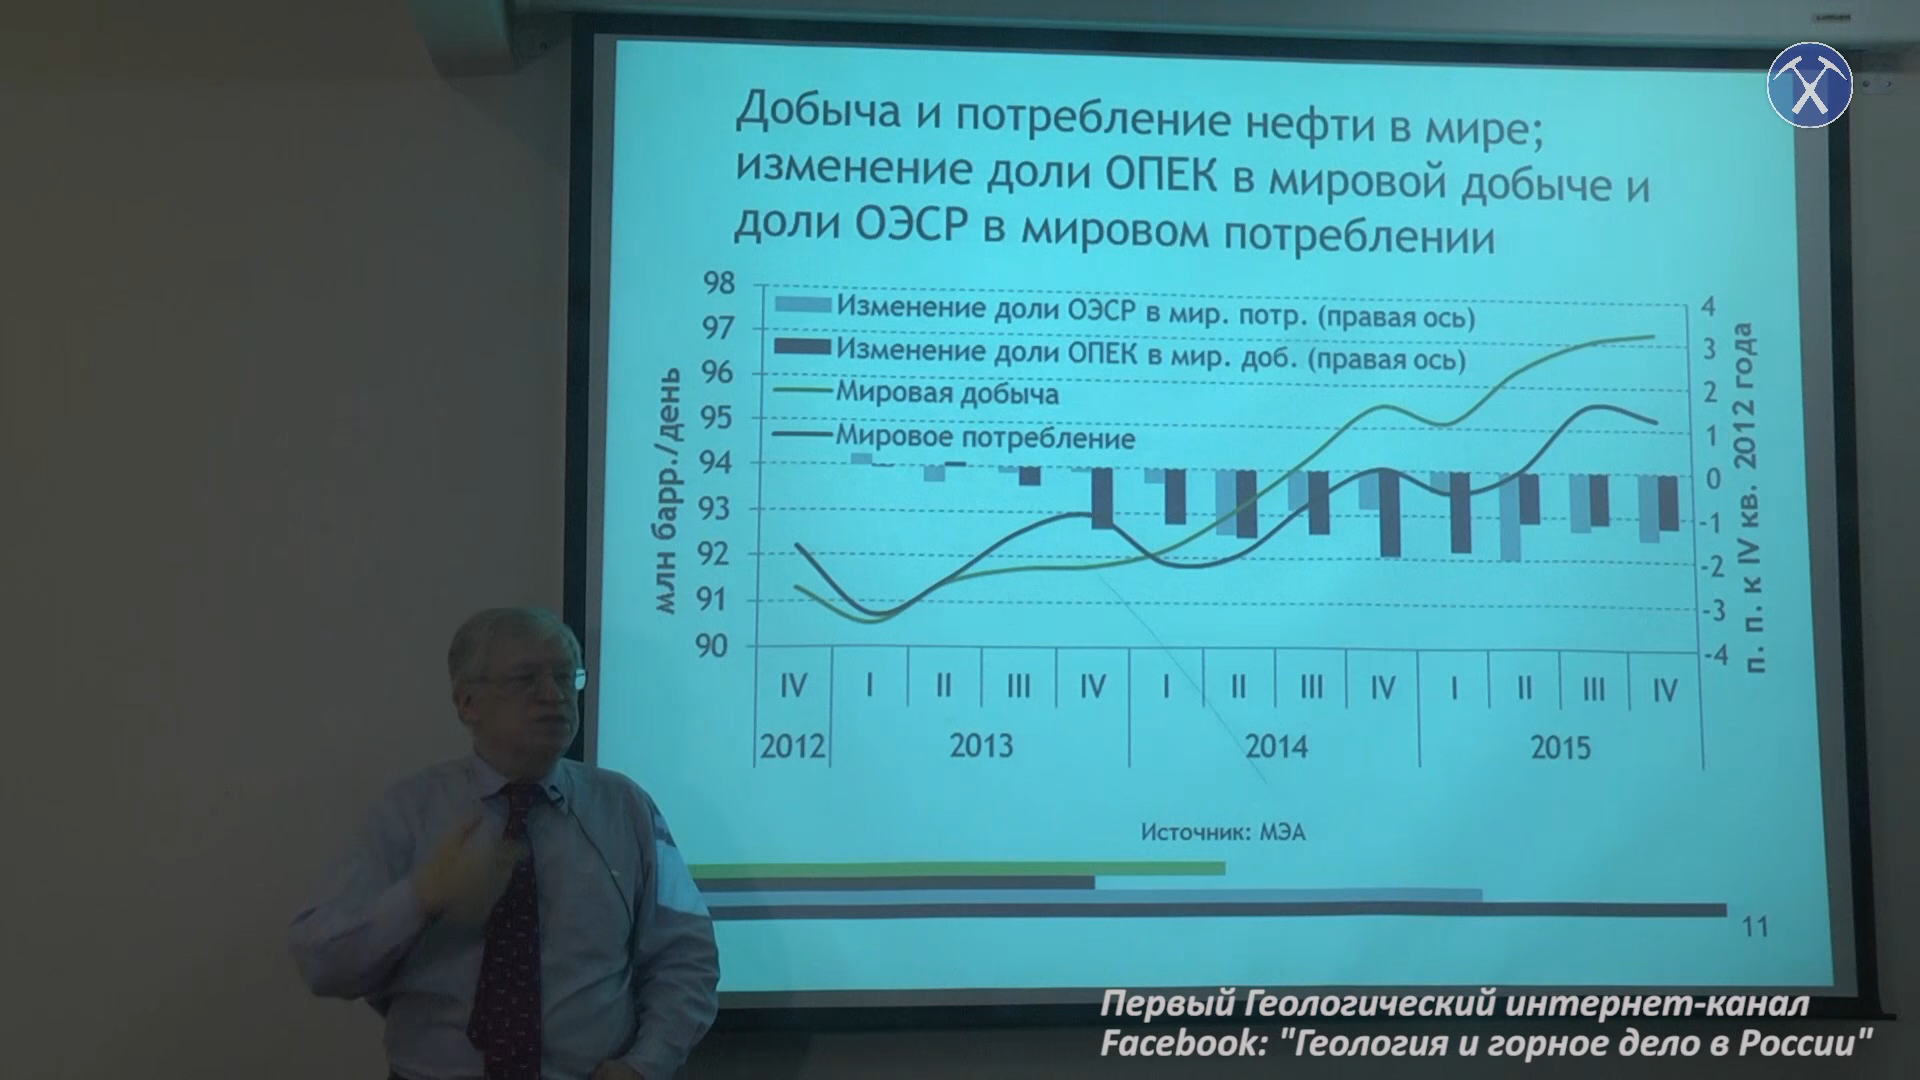 Добыча и потребление нефти в мире;
изменение доли ОПЕК в мировой добыче и
доли ОЭСР в мировом потреблении
млн барр./день
98
97
96
95
94
93
92
91
90
Изменение доли ОЭСР в мир. потр. (правая ось)
Изменение доли ОПЕК в мир. доб. (правая ось)
Мировая добыча
Мировое потребление
4
3
2
1
0
-1
-2
-3
-4
п. п. к IV кв. 2012 года
IV I II III IV I II III IV I II III IV
2012 2013 2014 2015
Источник: МЭА
11
Первый Геологический интернет-канал
Facebook: "Геология и горное дело в России"